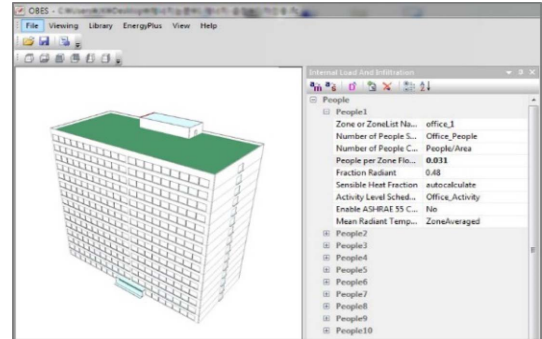 OBES -
File Viewing Library EnergyPlus View Help
Internal Load And Infiltration
People
People1
Zone or ZoneList Na... office_1
Number of People S... Office_People
Number of People C... People/Area
People per Zone Flo... 0.031
Fraction Radiant 0.48
Sensible Heat Fraction autocalculate
Activity Level Sched... Office_Activity
Enable ASHRAE 55 C... No
Mean Radiant Temp... ZoneAveraged
People2
People3
People4
People5
People6
People7
People8
People9
People10